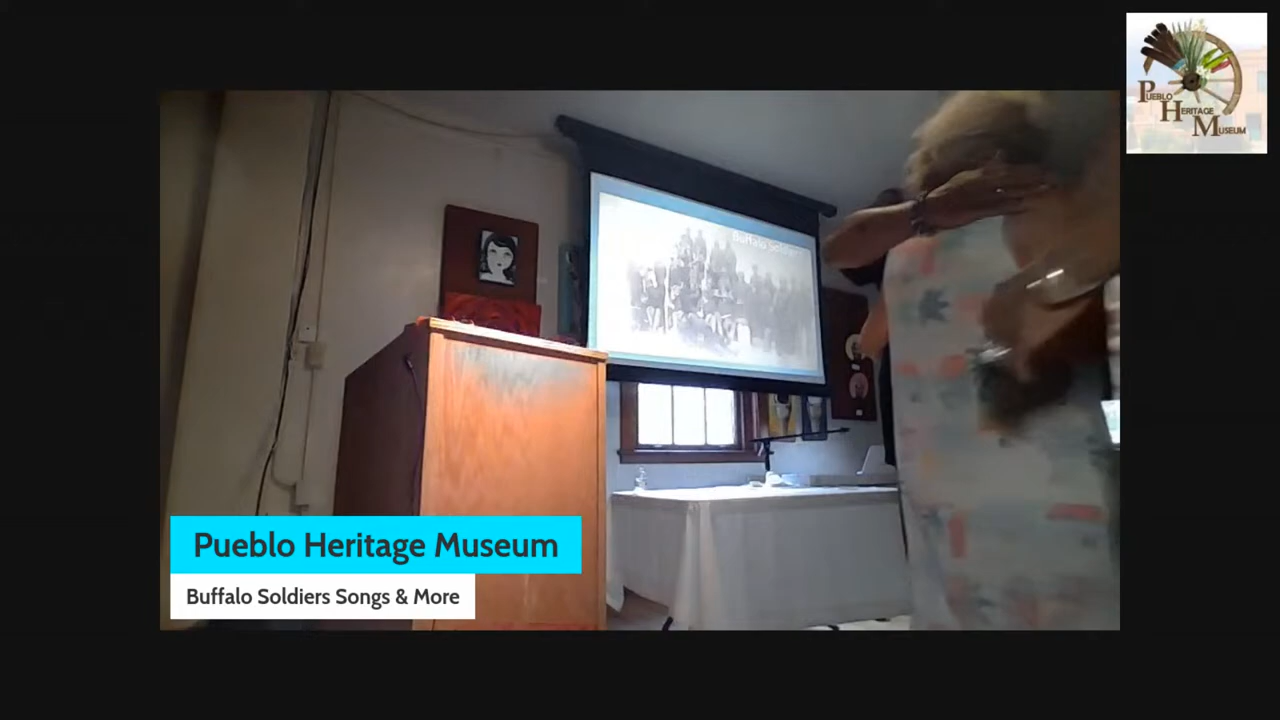 Pueblo
Heritage
Museum
Buffalo Soldiers
Pueblo Heritage Museum
Buffalo Soldiers Songs & More